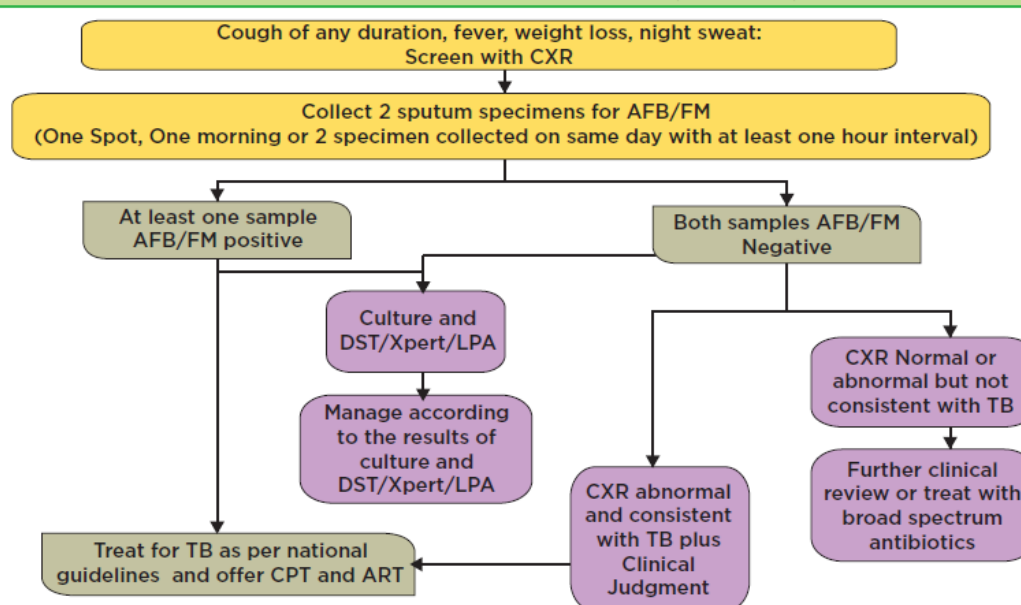 Cough of any duration, fever, weight loss, night sweat:
Screen with CXR
Collect 2 sputum specimens for AFB/FM
(One Spot, One morning or 2 specimen collected on same day with at least one hour interval)
At least one sample
AFB/FM positive
Both samples AFB/FM
Negative
Culture and
DST/Xpert/LPA
CXR Normal or
abnormal but not
consistent with TB
Manage according
to the results of
culture and
DST/Xpert/LPA
Further clinical
review or treat with
broad spectrum
antibiotics
CXR abnormal
and consistent
with TB plus
Clinical
Judgment
Treat for TB as per national
guidelines and offer CPT and ART